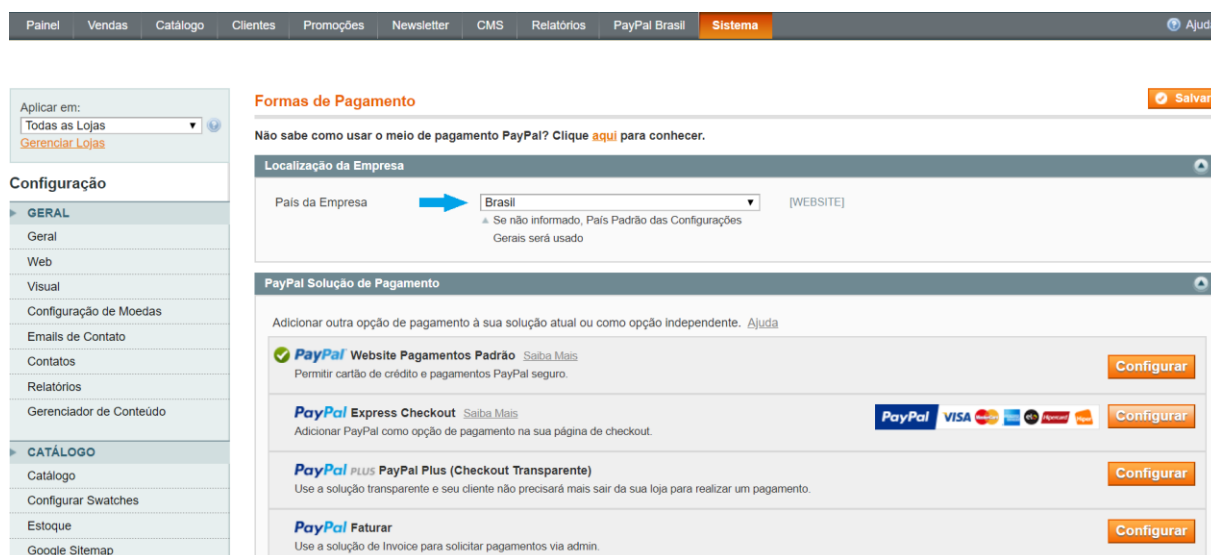 Painel Vendas Catálogo Clientes Promoções Newsletter CMS Relatórios PayPal Brasil Sistema Ajud
Aplicar em:
Todas as Lojas
Gerenciar Lojas
Configuração
GERAL
Geral
Web
Visual
Configuração de Moedas
Emails de Contato
Contatos
Relatórios
Gerenciador de Conteúdo
CATÁLOGO
Catálogo
Configurar Swatches
Estoque
Google Sitemap
Formas de Pagamento Salvar
Não sabe como usar o meio de pagamento PayPal? Clique aqui para conhecer.
Localização da Empresa
País da Empresa Brasil [WEBSITE]
Se não informado, País Padrão das Configurações
Gerais será usado
PayPal Solução de Pagamento
Adicionar outra opção de pagamento à sua solução atual ou como opção independente. Ajuda
PayPal Website Pagamentos Padrão Saiba Mais
Permitir cartão de crédito e pagamentos PayPal seguro.
Configurar
PayPal Express Checkout Saiba Mais
Adicionar PayPal como opção de pagamento na sua página de checkout.
PayPal VISA elo Hipercard Configurar
PayPal PLUS PayPal Plus (Checkout Transparente)
Use a solução transparente e seu cliente não precisará mais sair da sua loja para realizar um pagamento.
Configurar
PayPal Faturar
Use a solução de Invoice para solicitar pagamentos via admin.
Configurar